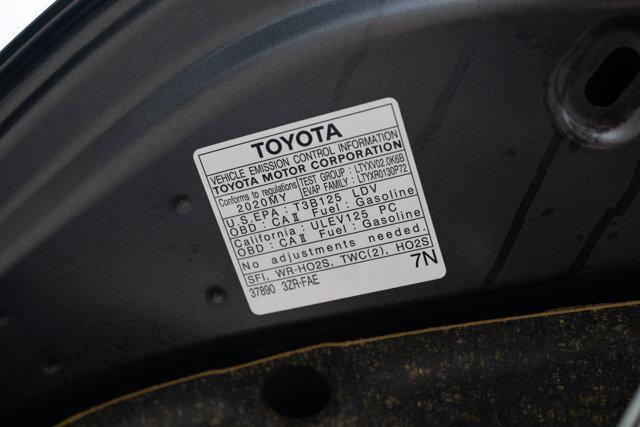 TOYOTA
VEHICLE EMISSION CONTROL INFORMATION
TOYOTA MOTOR CORPORATION
Conforms to regulations TEST GROUP : LTYXV02.0K6B
2020MY EVAP FAMILY : LTYXR0130P72
U.S.EPA : T3B125 LDV
OBD : CAⅡ Fuel : Gasoline
California : ULEV125 PC
OBD : CAⅡ Fuel : Gasoline
No adjustments needed.
SFI, WR-HO2S, TWC(2), HO2S
37890 3ZR-FAE 7N